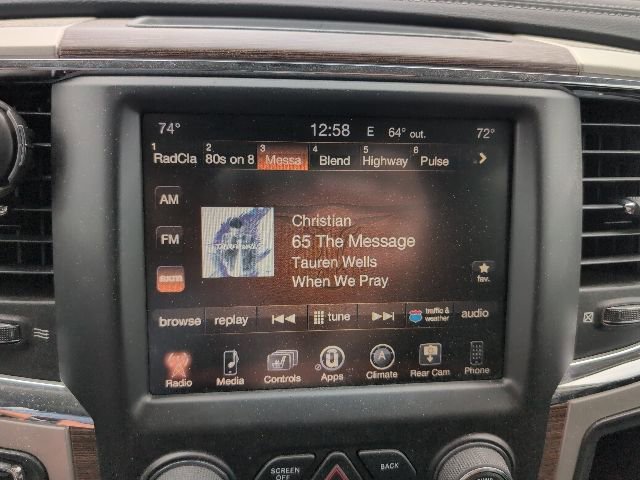 74° 12:58 E 64° out. 72°
1 2 3 4 5 6
RadCla 80s on 8 Messa Blend Highway Pulse
AM
Christian
65 The Message
FM
Tauren Wells
When We Pray
fav.
browse replay tune traffic & weather audio
Radio Media Controls Apps Climate Rear Cam Phone
SCREEN OFF BACK